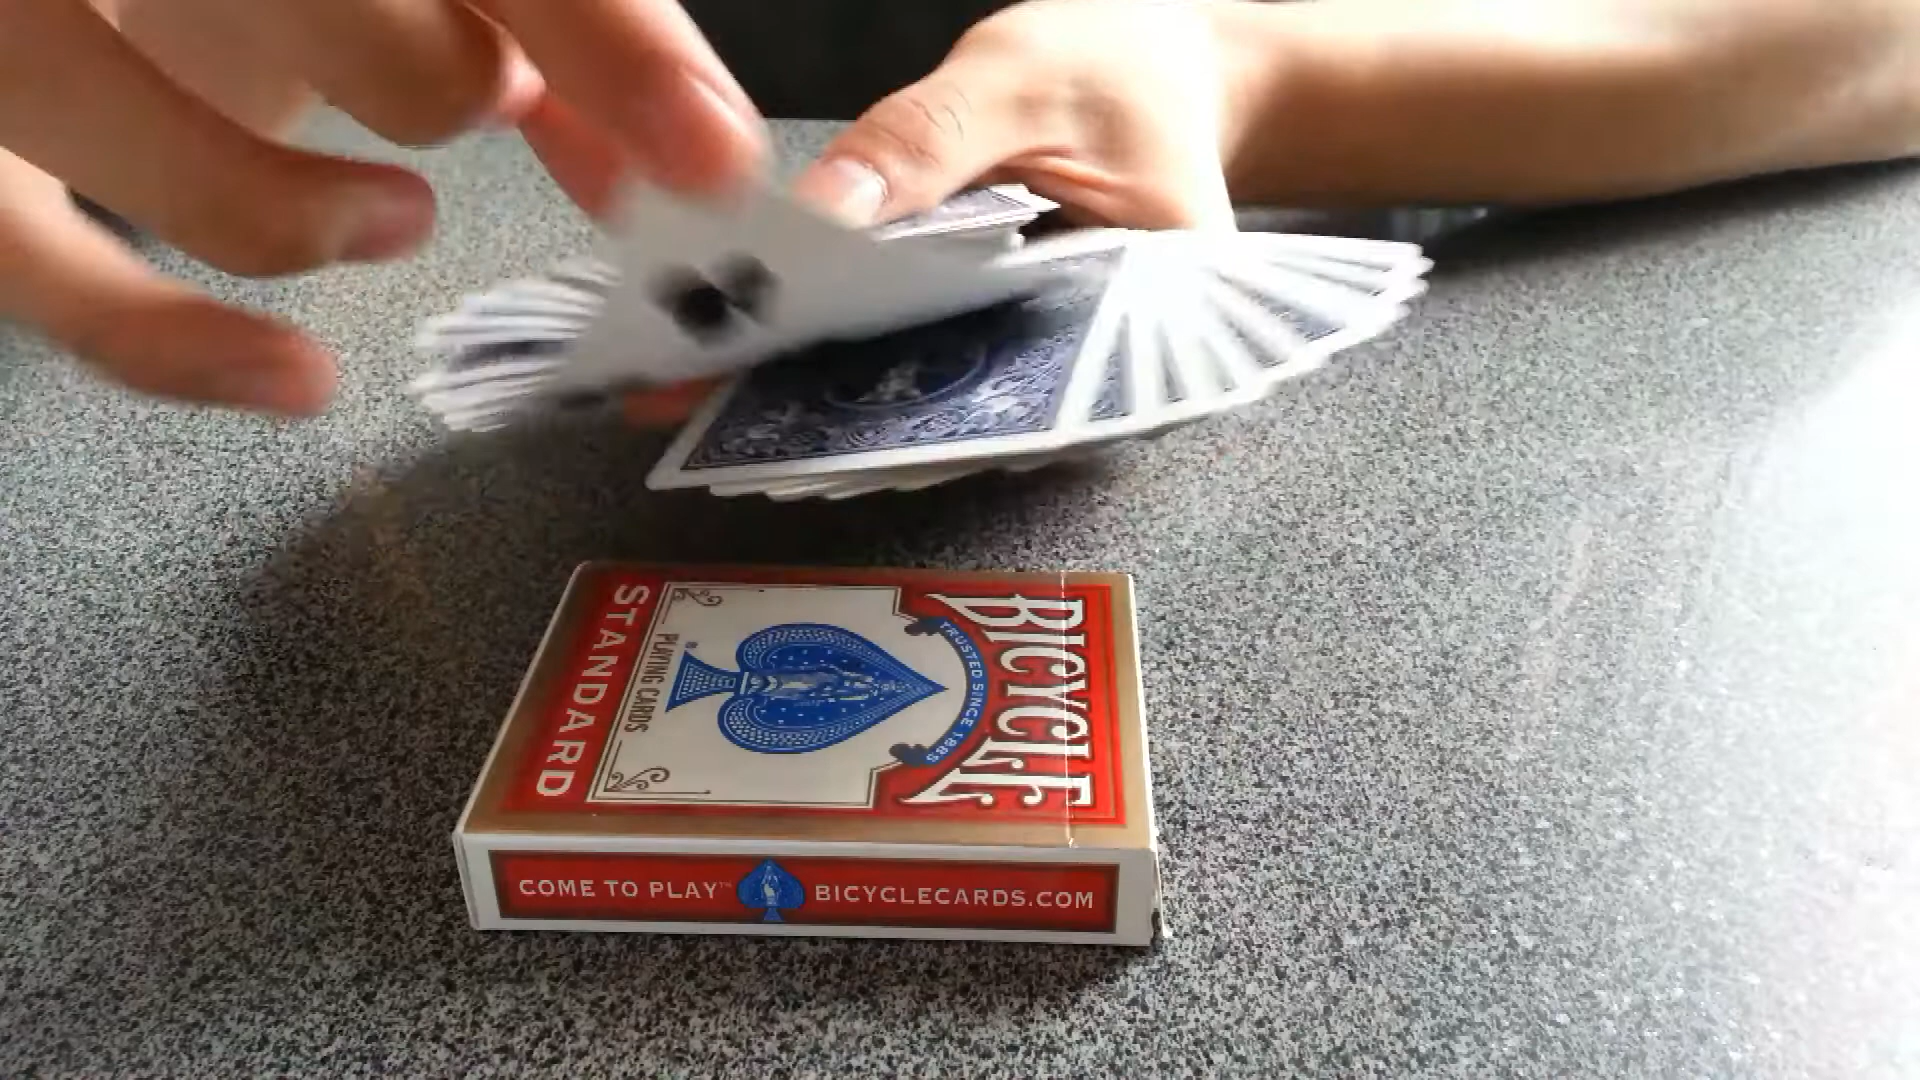 BICYCLE
TRUSTED SINCE 1885
PLAYING CARDS
®
STANDARD
COME TO PLAY™ BICYCLECARDS.COM